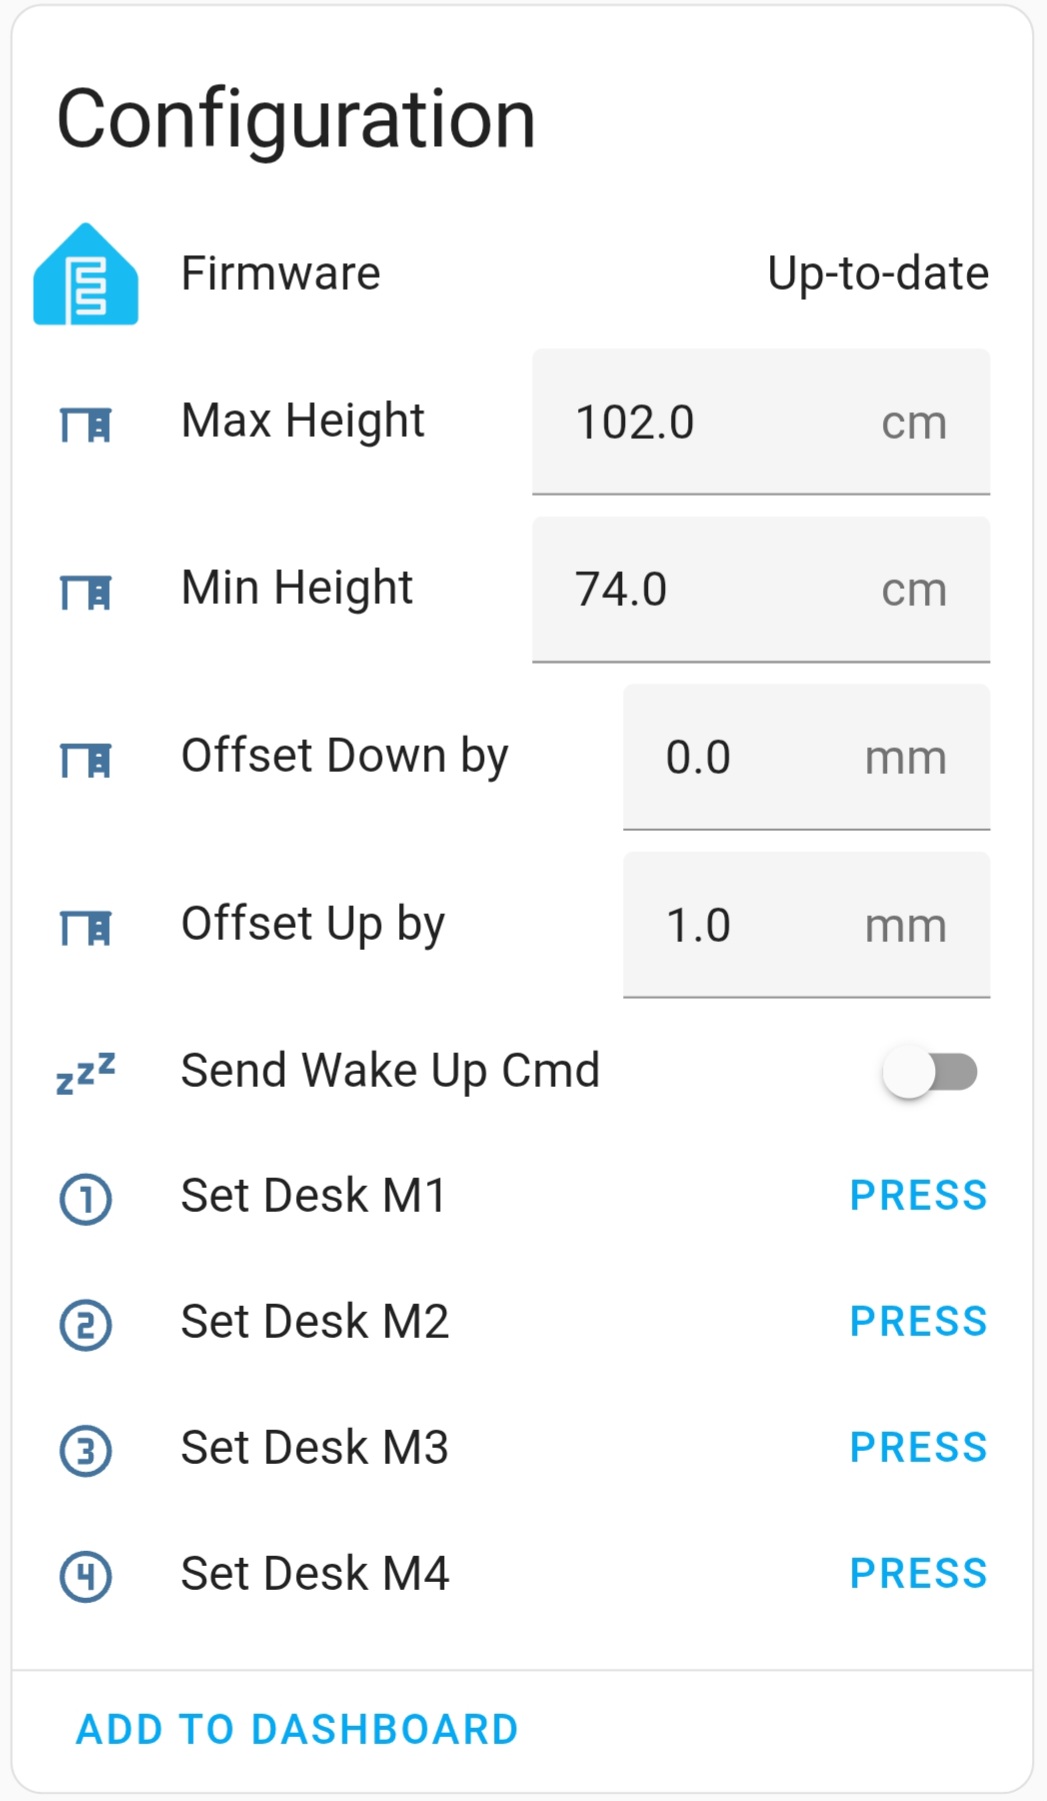 Configuration
Firmware Up-to-date
Max Height 102.0 cm
Min Height 74.0 cm
Offset Down by 0.0 mm
Offset Up by 1.0 mm
zzz Send Wake Up Cmd
1 Set Desk M1 PRESS
2 Set Desk M2 PRESS
3 Set Desk M3 PRESS
4 Set Desk M4 PRESS
ADD TO DASHBOARD